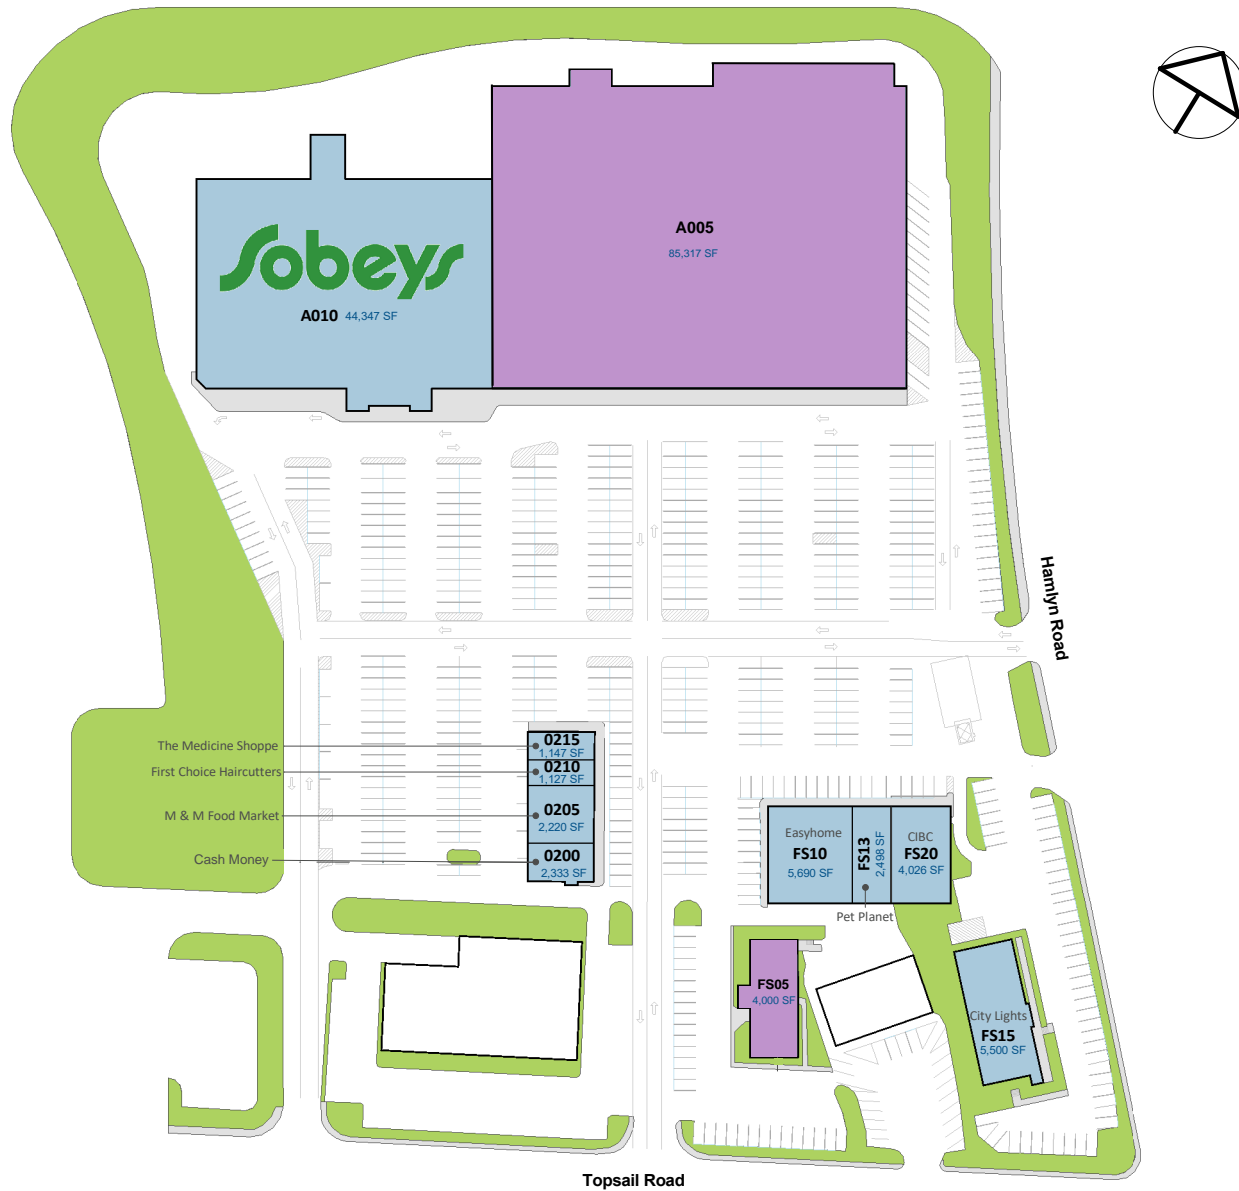 Sobeys
A010 44,347 SF
A005
85,317 SF
Hamlyn Road
The Medicine Shoppe
0215
1,147 SF
First Choice Haircutters
0210
1,127 SF
M & M Food Market
0205
2,220 SF
Cash Money
0200
2,333 SF
Easyhome
FS10
5,690 SF
FS13
2,498 SF
CIBC
FS20
4,026 SF
Pet Planet
FS05
4,000 SF
City Lights
FS15
5,500 SF
Topsail Road